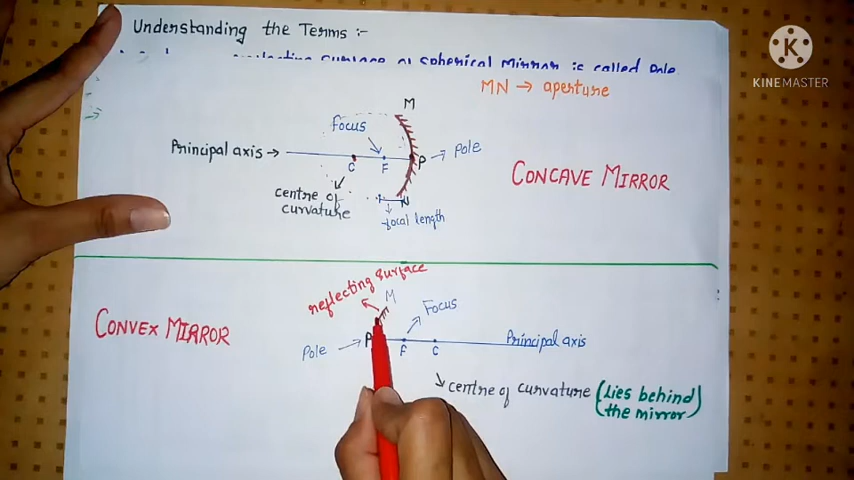 Understanding the Terms :-
reflecting surface of spherical mirror is called Pole.
MN → aperture
M
focus
Principal axis →
P → pole
C
F
CONCAVE MIRROR
centre of
curvature
N
focal length
reflecting surface
M
Focus
CONVEX MIRROR
Pole →
P
F
C
Principal axis
centre of curvature (Lies behind
the mirror)
K
KINEMASTER